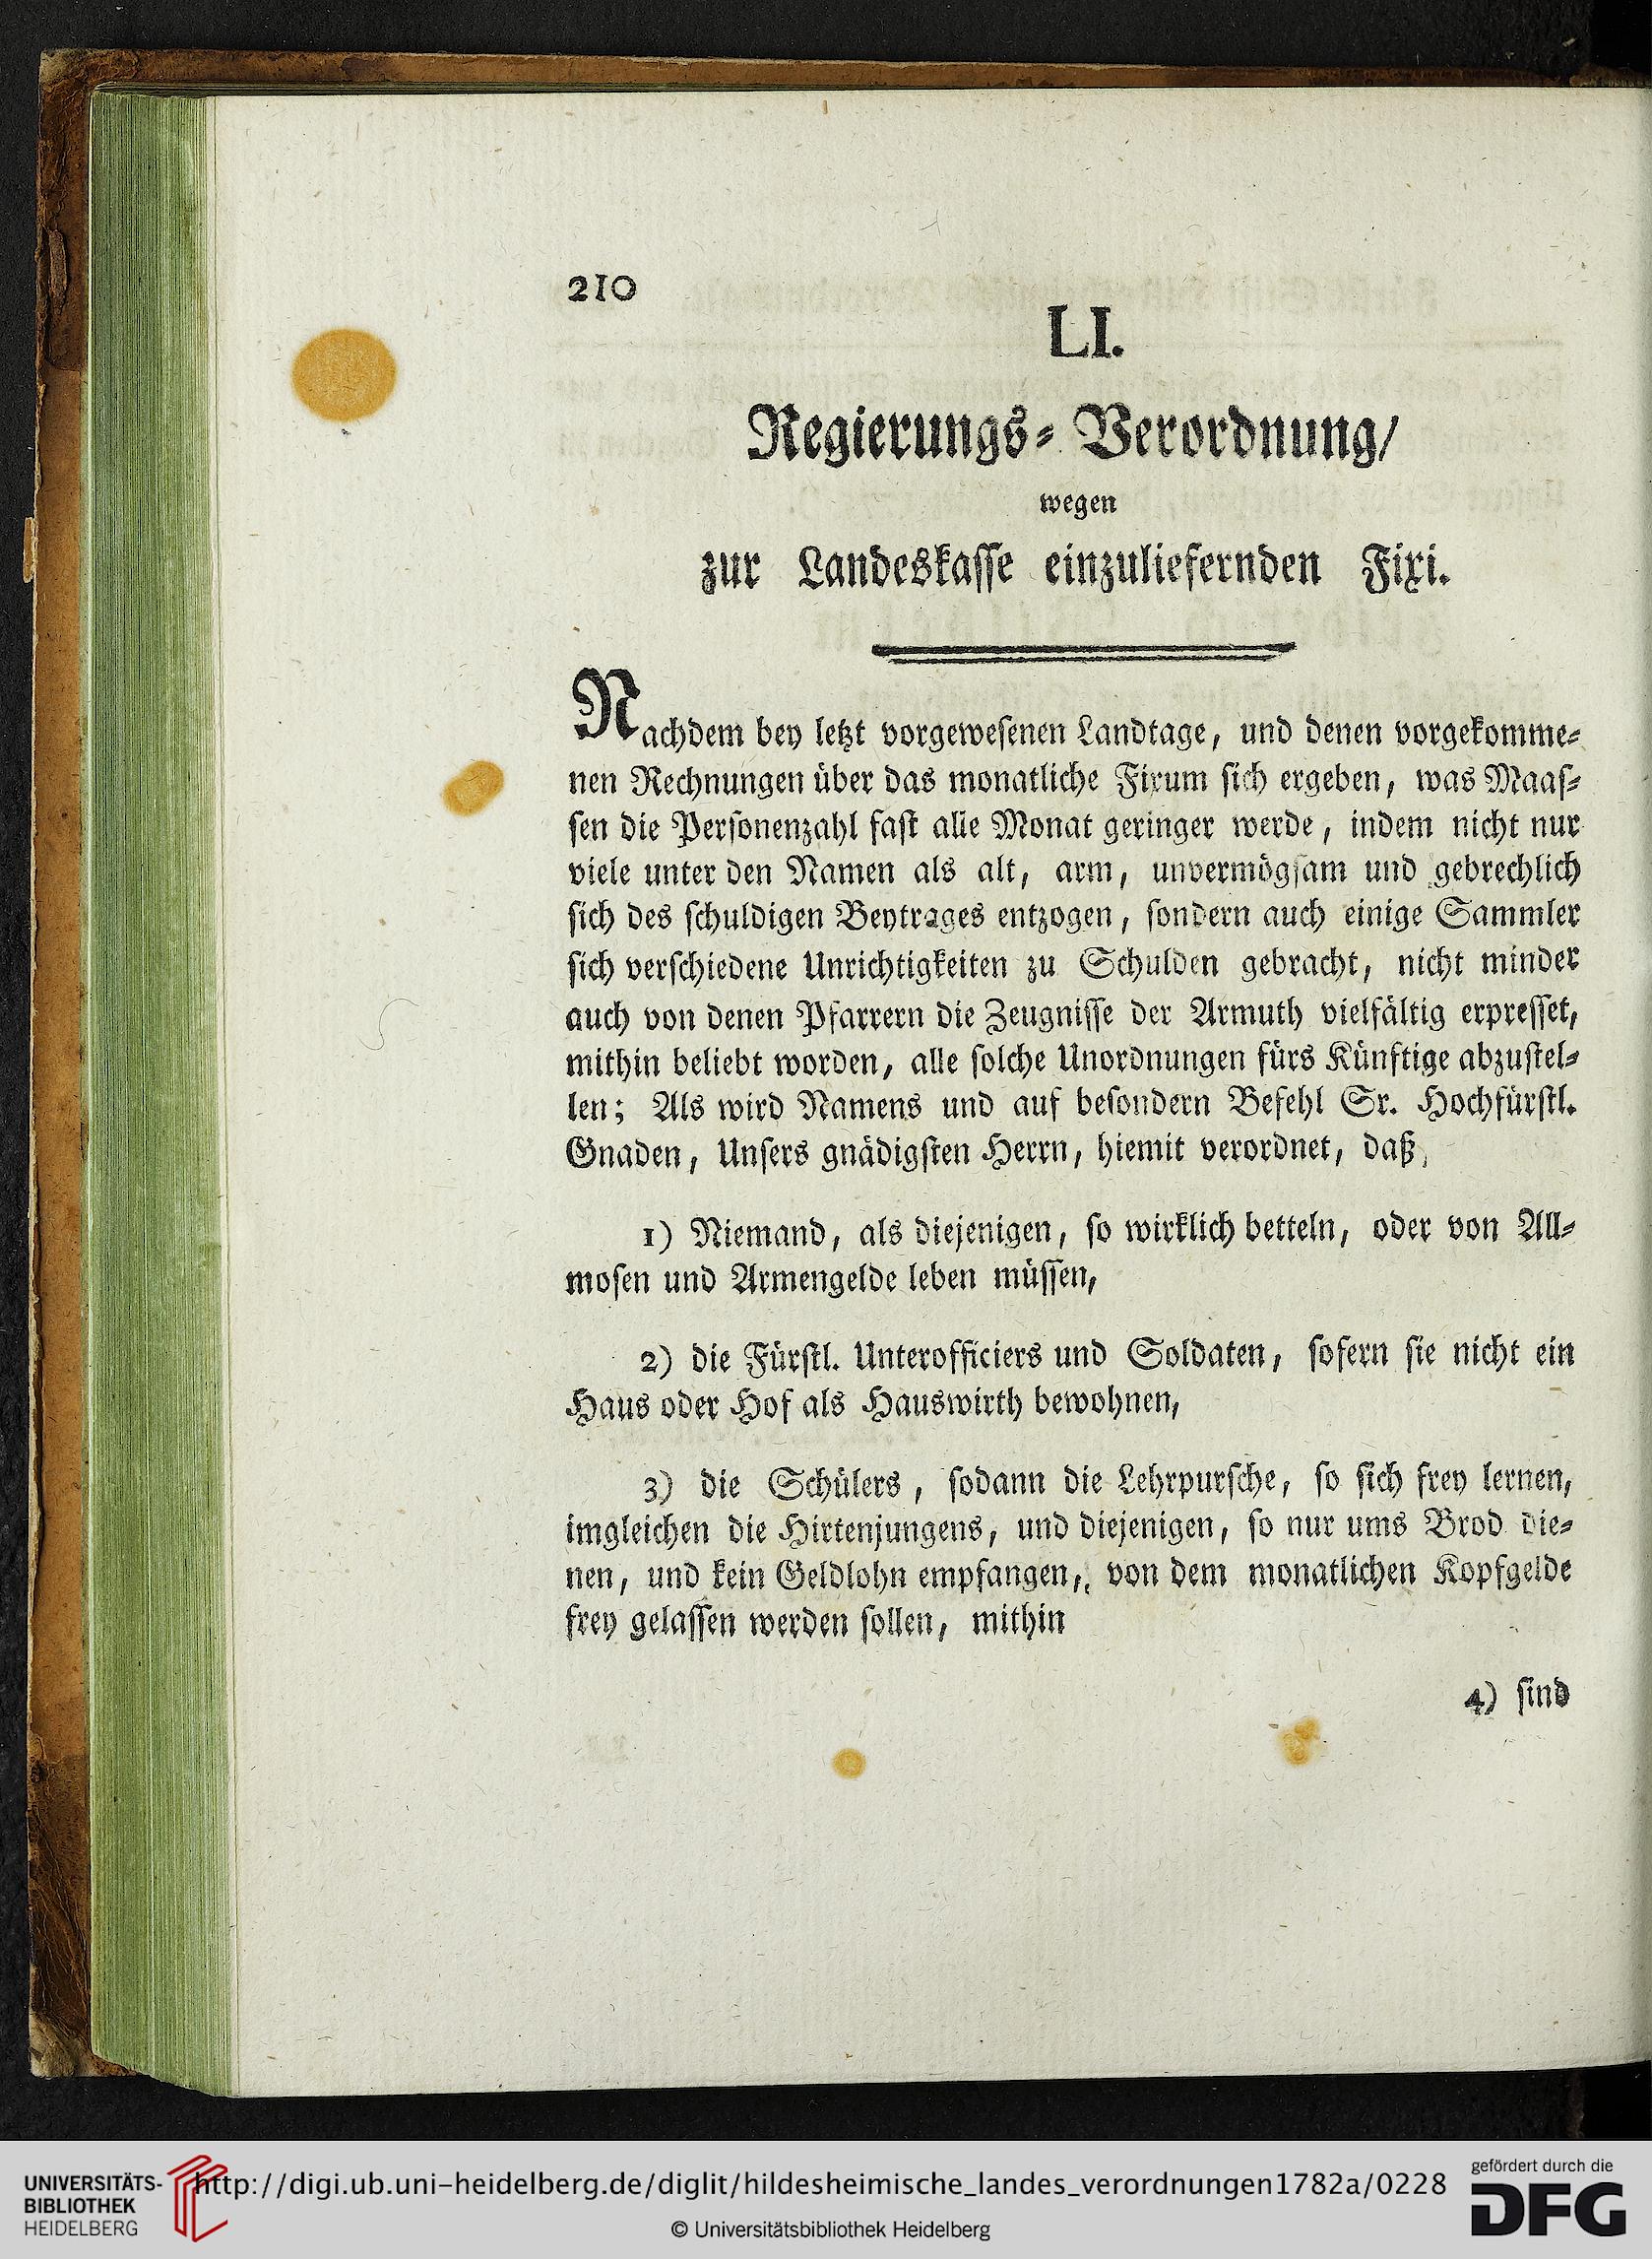 210
LI.
Regierungs⸗ Verordnung/
wegen
zur Landeskasse einzuliefernden Fixi.
Nachdem bey letzt vorgewesenen Landtage, und denen vorgekomme⸗
nen Rechnungen über das monatliche Fixum sich ergeben, was Maas⸗
sen die Personenzahl fast alle Monat geringer werde, indem nicht nur
viele unter den Namen als alt, arm, unvermögsam und gebrechlich
sich des schuldigen Beytrages entzogen, sondern auch einige Sammler
sich verschiedene Unrichtigkeiten zu Schulden gebracht, nicht minder
auch von denen Pfarrern die Zeugnisse der Armuth vielfältig erpresset,
mithin beliebt worden, alle solche Unordnungen fürs Künftige abzustel⸗
len; Als wird Namens und auf besondern Befehl Sr. Hochfürstl.
Gnaden, Unsers gnädigsten Herrn, hiemit verordnet, daß,
1) Niemand, als diejenigen, so wirklich betteln, oder von All⸗
mosen und Armengelde leben müssen,
2) die Fürstl. Unterofficiers und Soldaten, sofern sie nicht ein
Haus oder Hof als Hauswirth bewohnen,
3) die Schülers, sodann die Lehrpursche, so sich frey lernen,
imgleichen die Hirtenjungens, und diejenigen, so nur ums Brod die⸗
nen, und kein Geldlohn empfangen, von dem monatlichen Kopfgelde
frey gelassen werden sollen, mithin
4) sind
UNIVERSITÄTS-
BIBLIOTHEK
HEIDELBERG
http://digi.ub.uni-heidelberg.de/diglit/hildesheimische_landes_verordnungen1782a/0228
© Universitätsbibliothek Heidelberg
gefördert durch die
DFG